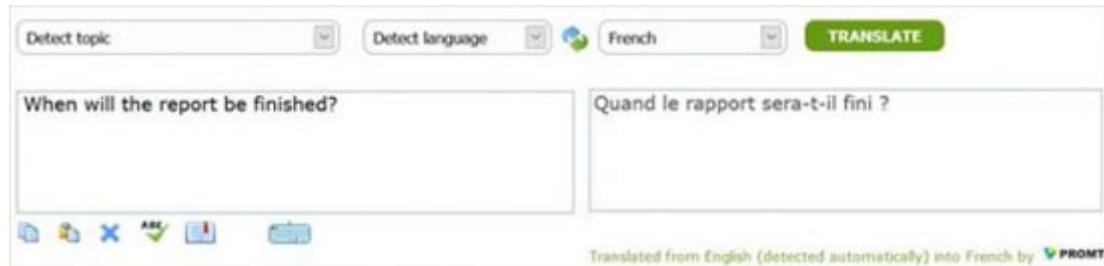 Detect topic Detect language French TRANSLATE
When will the report be finished? Quand le rapport sera-t-il fini ?
ABC
Translated from English (detected automatically) into French by PROMT